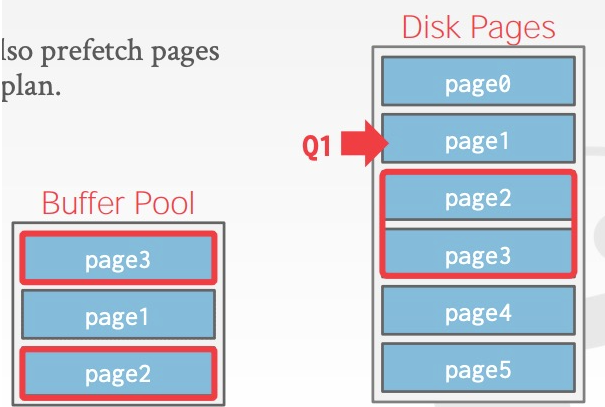 lso prefetch pages
plan.
Buffer Pool
page3
page1
page2
Disk Pages
page0
Q1
page1
page2
page3
page4
page5